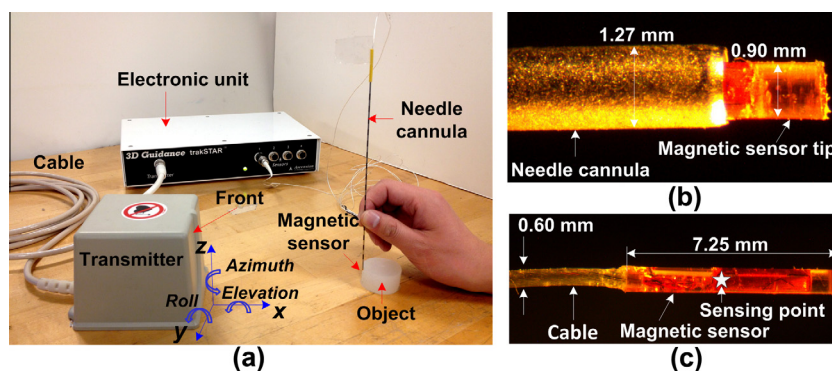 Electronic unit
Needle
cannula
Cable
3D Guidance trakSTAR
Transmitter
Sensors
Front
Magnetic
sensor
Transmitter
z
Azimuth
Roll
Elevation
x
y
Object
(a)
1.27 mm
0.90 mm
Magnetic sensor tip
Needle cannula
(b)
0.60 mm
7.25 mm
Sensing point
Cable
Magnetic sensor
(c)